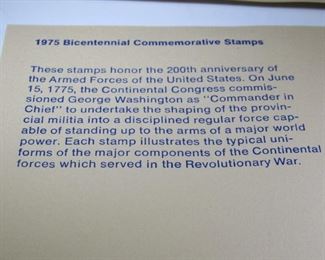 1975 Bicentennial Commemorative Stamps
These stamps honor the 200th anniversary of
the Armed Forces of the United States. On June
15, 1775, the Continental Congress commis-
sioned George Washington as "Commander in
Chief" to undertake the shaping of the provin-
cial militia into a disciplined regular force cap-
able of standing up to the arms of a major world
power. Each stamp illustrates the typical uni-
forms of the major components of the Continental
forces which served in the Revolutionary War.